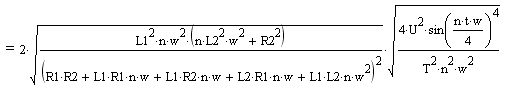 = 2·√(L1²·n·w²·(n·L2²·w² + R2²) / (R1·R2 + L1·R1·n·w + L1·R2·n·w + L2·R1·n·w + L1·L2·n·w²)²)·√(4·U²·sin(n·t·w/4)⁴ / (T²·n²·w²))